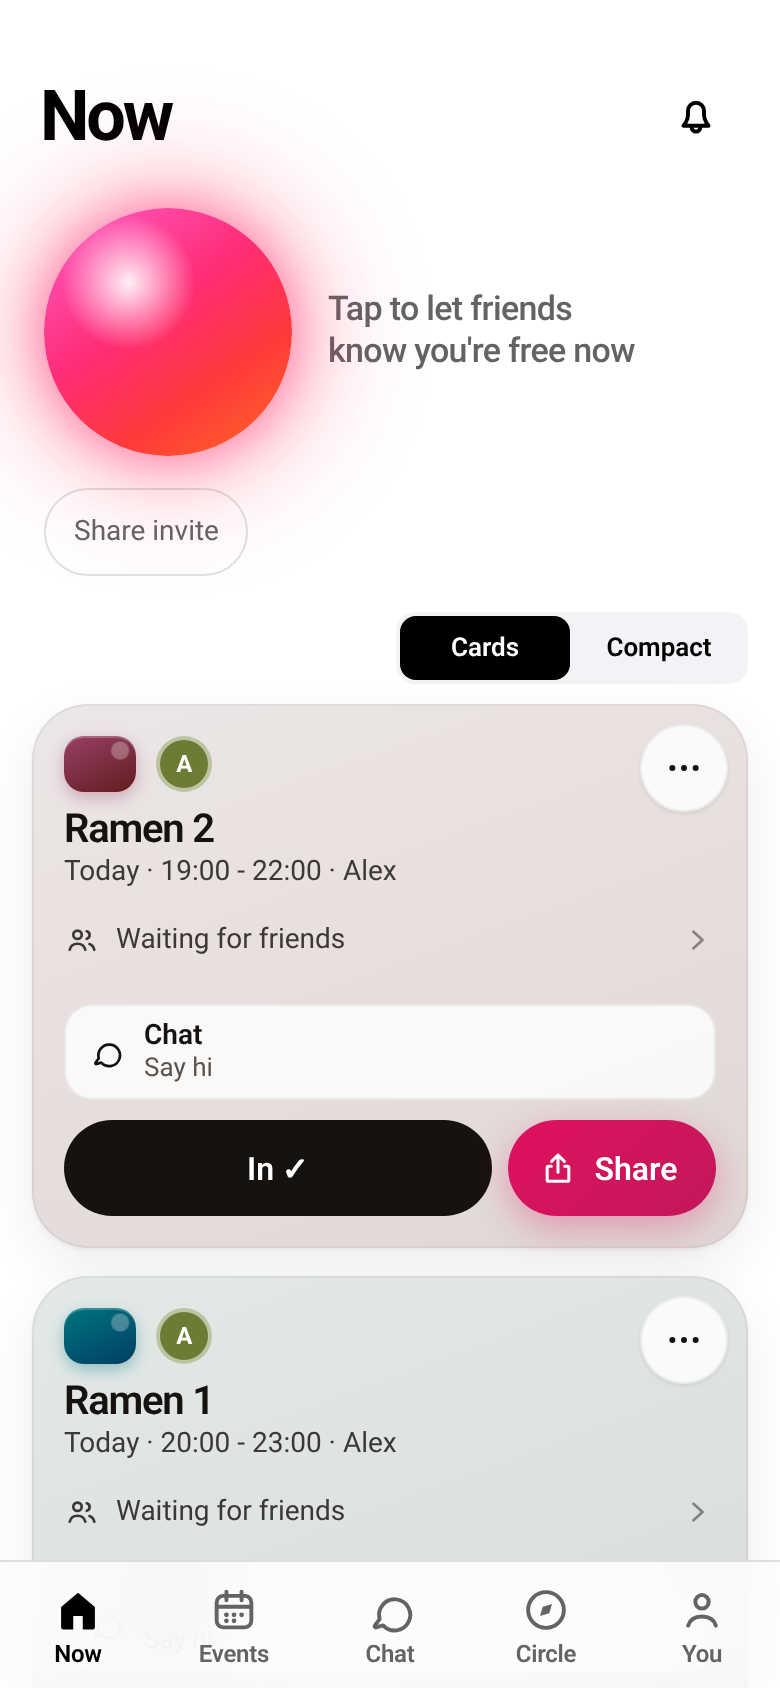 Now
Tap to let friends
know you're free now
Share invite
Cards
Compact
A
Ramen 2
Today · 19:00 - 22:00 · Alex
Waiting for friends
Chat
Say hi
In ✓
Share
A
Ramen 1
Today · 20:00 - 23:00 · Alex
Waiting for friends
Say hi
Now
Events
Chat
Circle
You